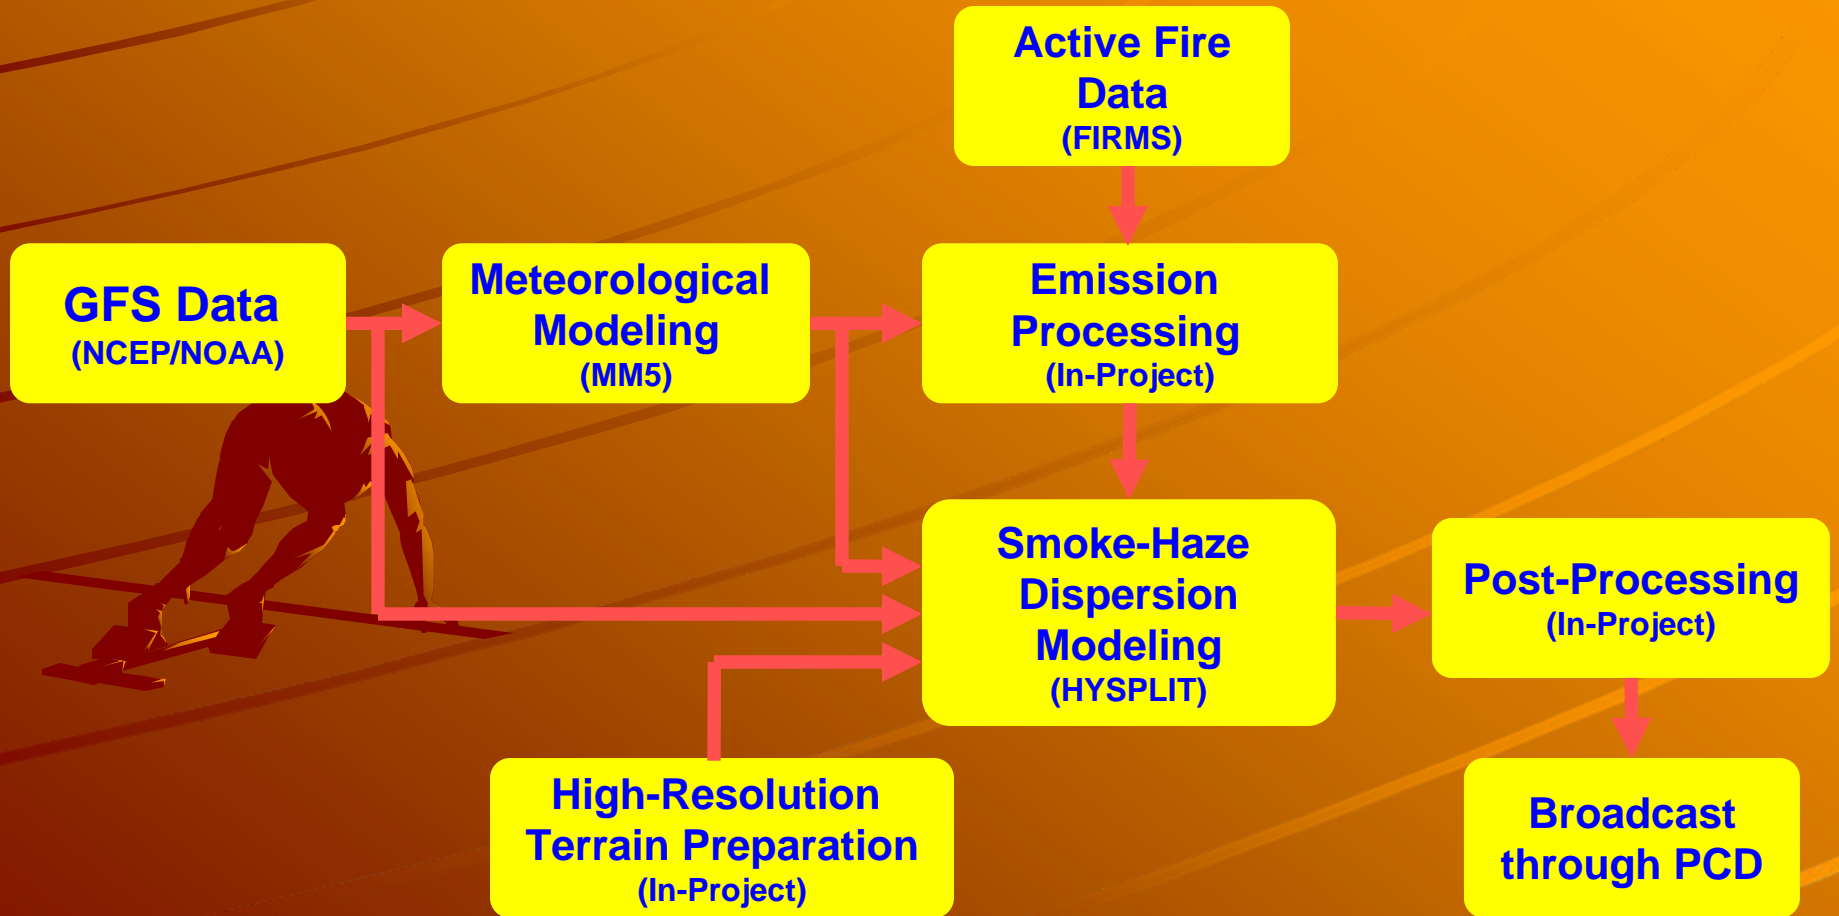 Active Fire
Data
(FIRMS)
GFS Data
(NCEP/NOAA)
Meteorological
Modeling
(MM5)
Emission
Processing
(In-Project)
Smoke-Haze
Dispersion
Modeling
(HYSPLIT)
Post-Processing
(In-Project)
High-Resolution
Terrain Preparation
(In-Project)
Broadcast
through PCD